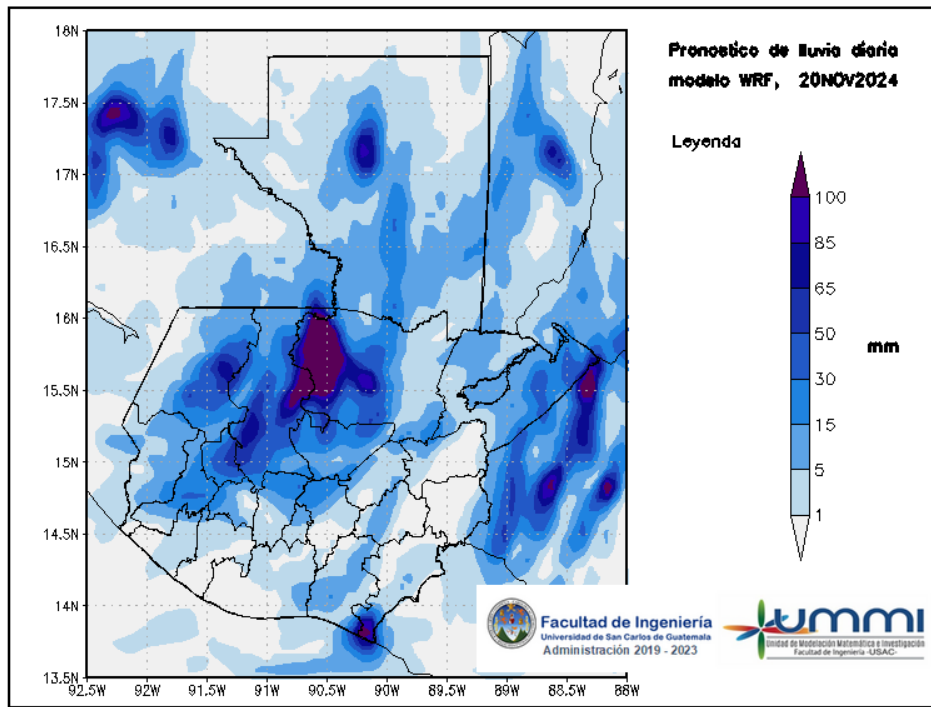 18N
17.5N
17N
16.5N
16N
15.5N
15N
14.5N
14N
13.5N
92.5W
92W
91.5W
91W
90.5W
90W
89.5W
89W
88.5W
88W
Pronostico de lluvia diaria
modelo WRF, 20NOV2024
Leyenda
100
85
65
50
30
15
5
1
mm
Facultad de Ingeniería
Universidad de San Carlos de Guatemala
Administración 2019 - 2023
UMMI
Unidad de Modelación Matemática e Investigación
Facultad de Ingeniería -USAC-